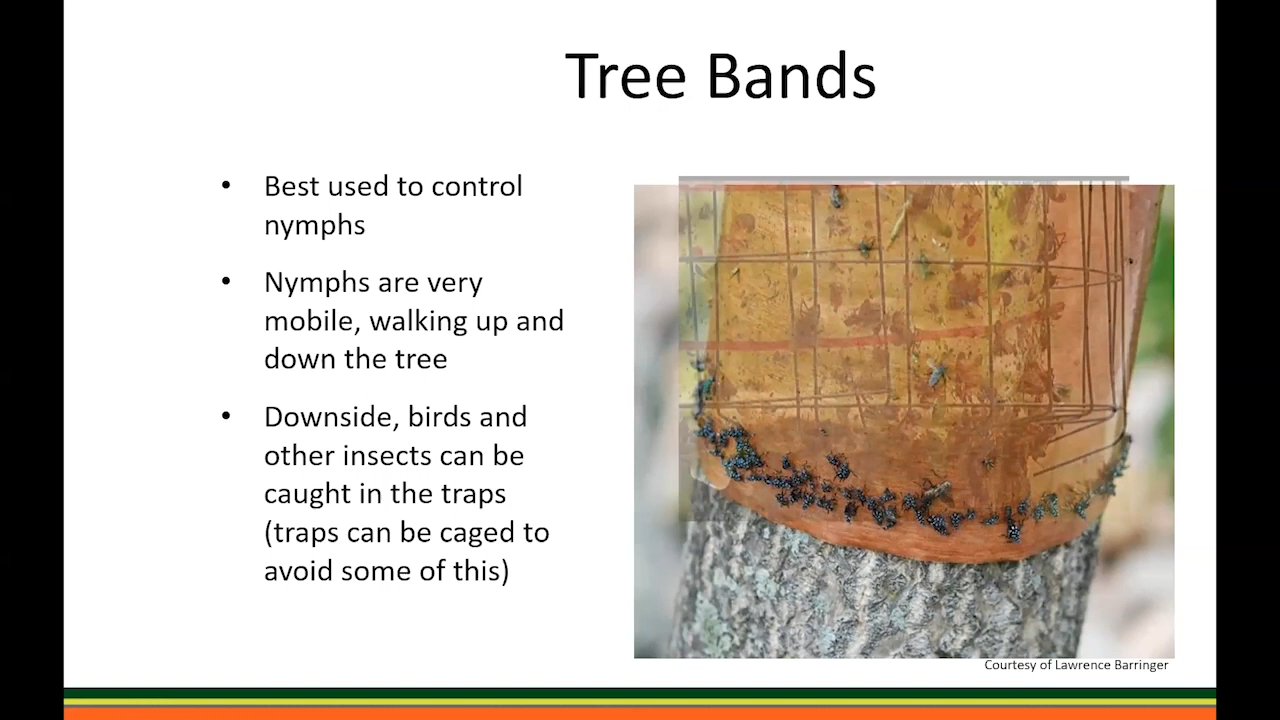 Tree Bands
• Best used to control
nymphs
• Nymphs are very
mobile, walking up and
down the tree
• Downside, birds and
other insects can be
caught in the traps
(traps can be caged to
avoid some of this)
Courtesy of Lawrence Barringer